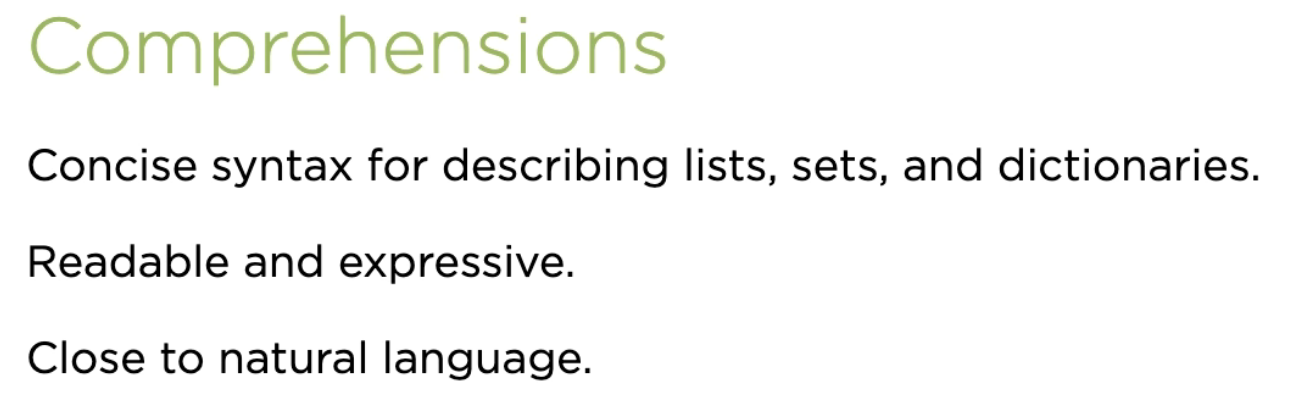 Comprehensions
Concise syntax for describing lists, sets, and dictionaries.
Readable and expressive.
Close to natural language.